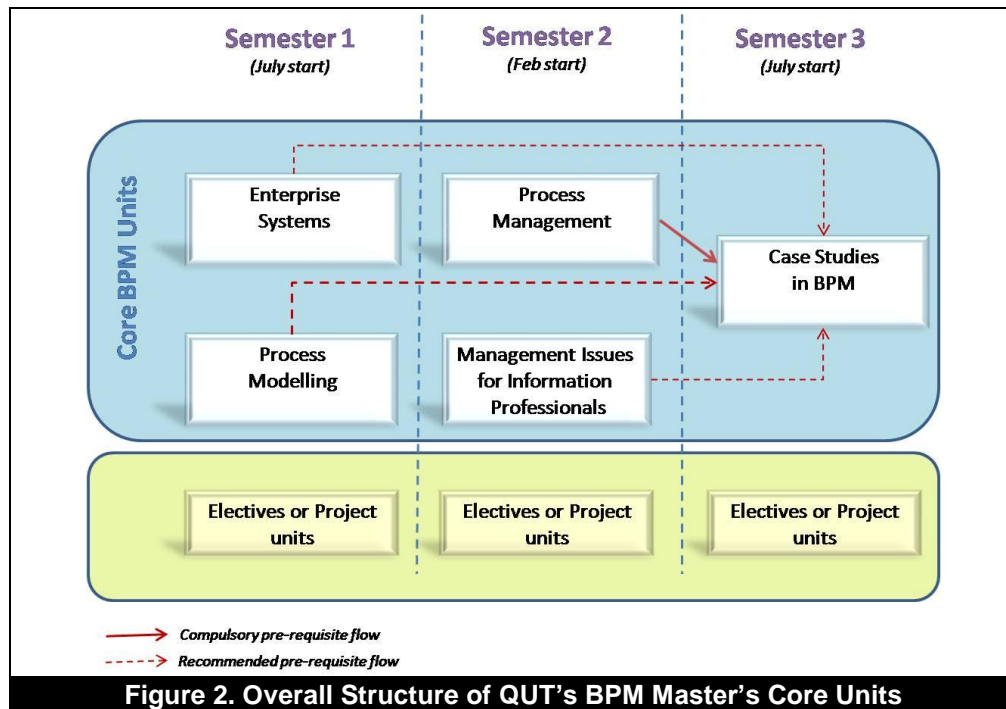 Semester 1
(July start)
Semester 2
(Feb start)
Semester 3
(July start)
Core BPM Units
Enterprise
Systems
Process
Management
Case Studies
in BPM
Process
Modelling
Management Issues
for Information
Professionals
Electives or Project
units
Electives or Project
units
Electives or Project
units
Compulsory pre-requisite flow
Recommended pre-requisite flow
Figure 2. Overall Structure of QUT's BPM Master's Core Units